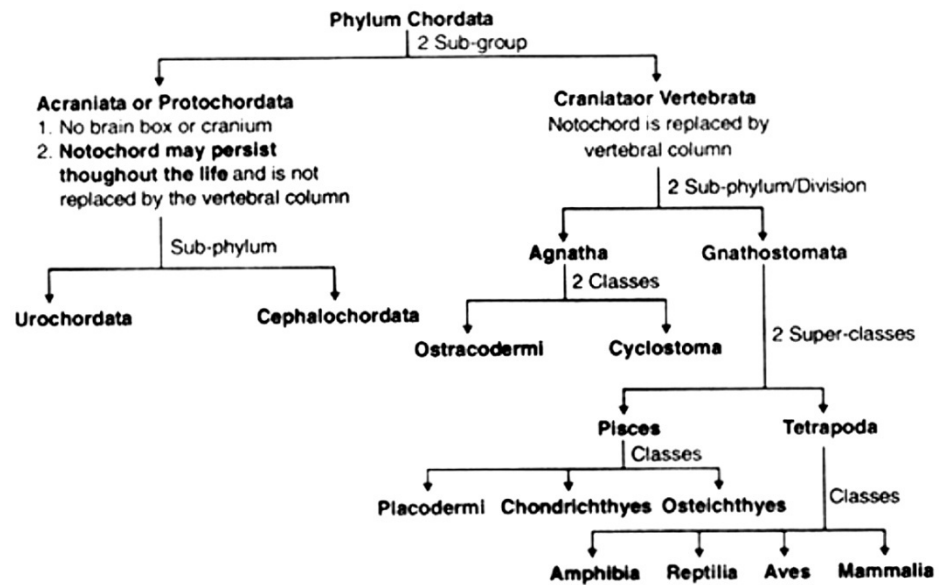 Phylum Chordata
2 Sub-group
Acraniata or Protochordata
1. No brain box or cranium
2. Notochord may persist
thoughout the life and is not
replaced by the vertebral column
Craniataor Vertebrata
Notochord is replaced by
vertebral column
2 Sub-phylum/Division
Sub-phylum
Agnatha
Gnathostomata
2 Classes
Urochordata
Cephalochordata
Ostracodermi
Cyclostoma
2 Super-classes
Pisces
Tetrapoda
Classes
Placodermi
Chondrichthyes
Osteichthyes
Classes
Amphibia
Reptilia
Aves
Mammalia